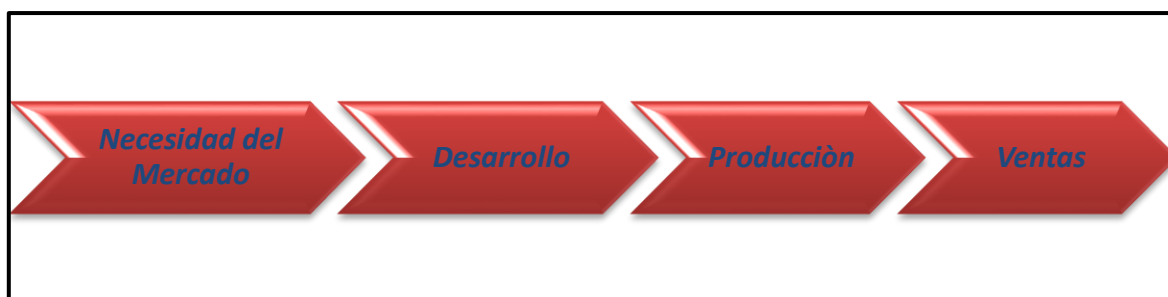 Necesidad del
Mercado
Desarrollo
Producciòn
Ventas